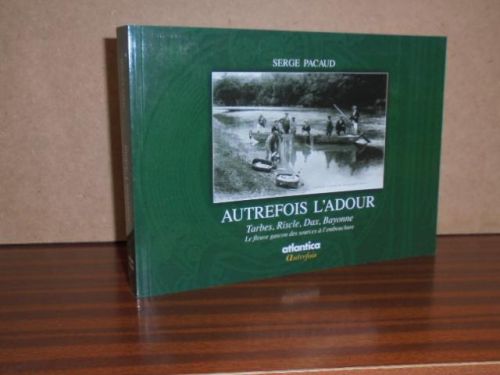 SERGE PACAUD
AUTREFOIS L'ADOUR
Tarbes, Riscle, Dax, Bayonne
Le fleuve gascon des sources à l'embouchure
atlantica
autrefois